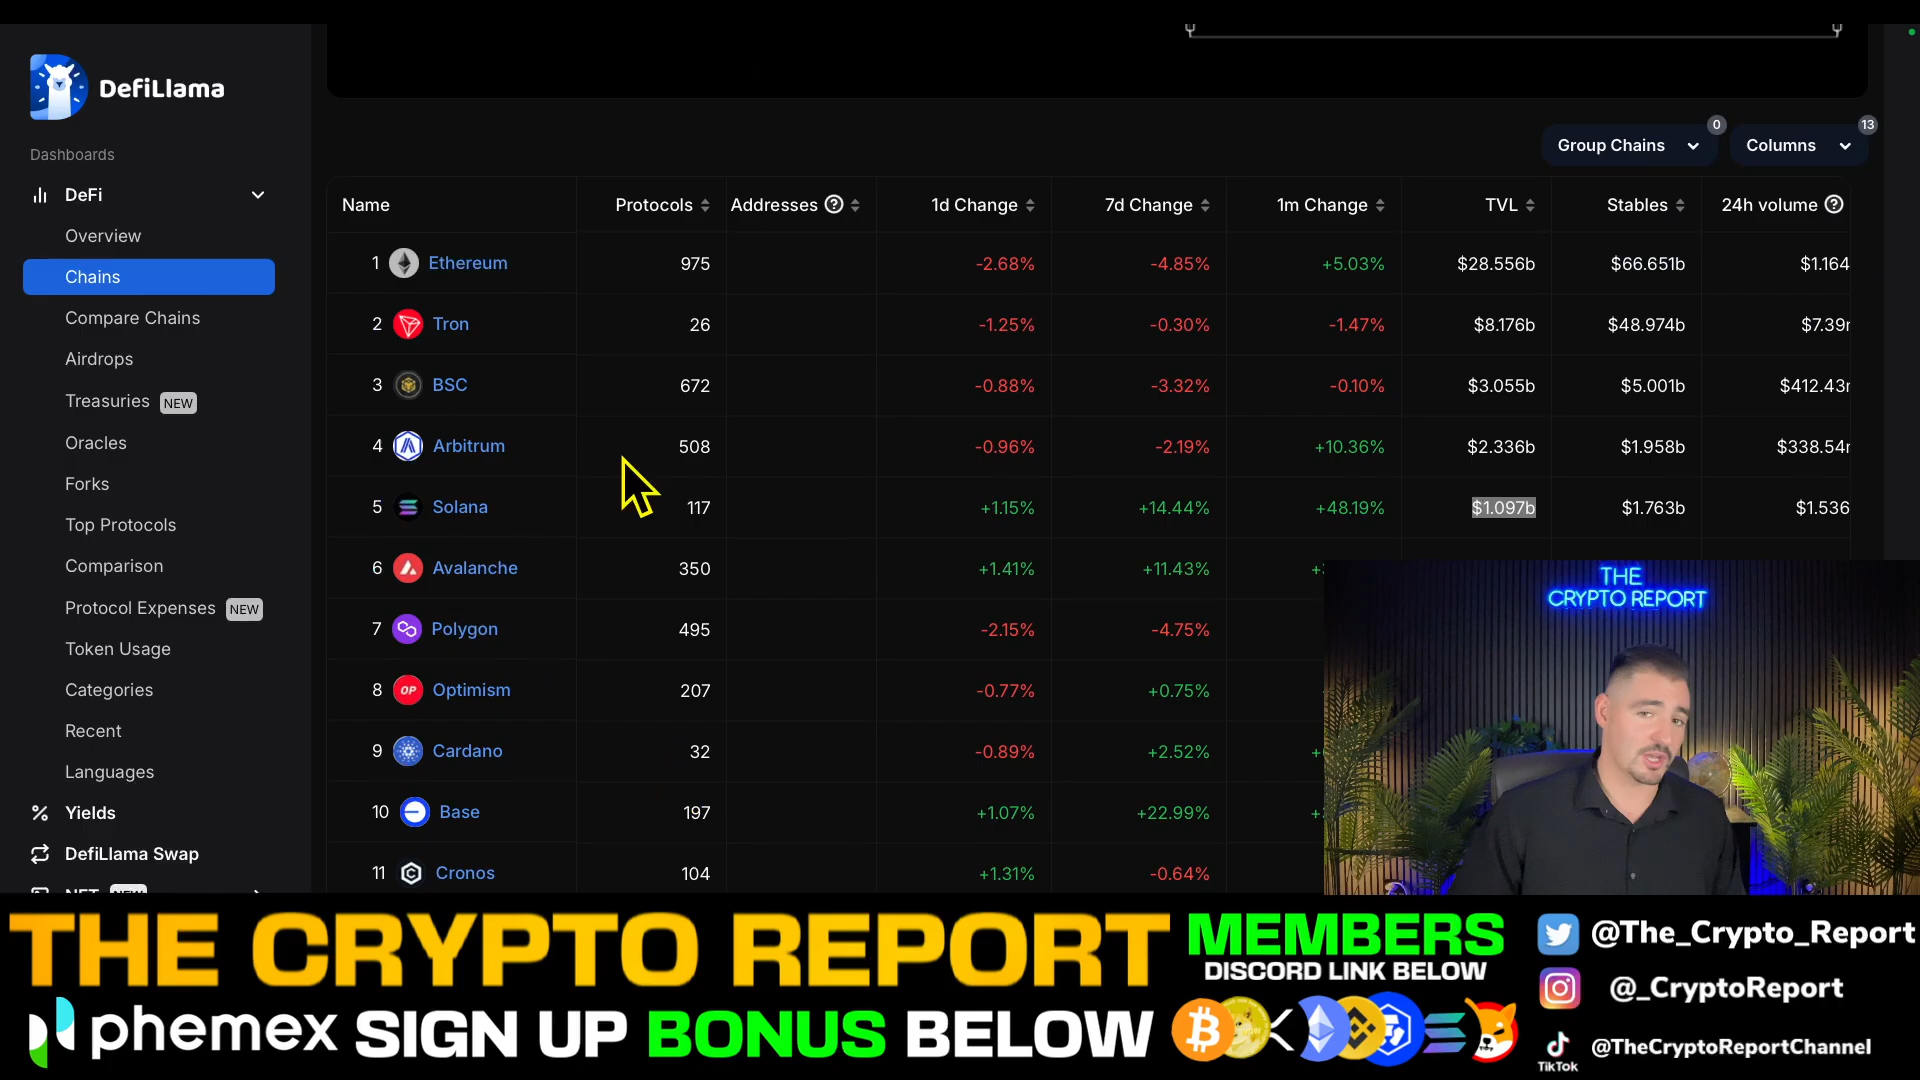 DefiLlama
Dashboards
DeFi
Overview
Chains
Compare Chains
Airdrops
Treasuries NEW
Oracles
Forks
Top Protocols
Comparison
Protocol Expenses NEW
Token Usage
Categories
Recent
Languages
Yields
DefiLlama Swap
NFT NEW
Group Chains 0
Columns 13
Name Protocols Addresses ? 1d Change 7d Change 1m Change TVL Stables 24h volume ?
1 Ethereum 975 -2.68% -4.85% +5.03% $28.556b $66.651b $1.164
2 Tron 26 -1.25% -0.30% -1.47% $8.176b $48.974b $7.39
3 BSC 672 -0.88% -3.32% -0.10% $3.055b $5.001b $412.43
4 Arbitrum 508 -0.96% -2.19% +10.36% $2.336b $1.958b $338.54
5 Solana 117 +1.15% +14.44% +48.19% $1.097b $1.763b $1.536
6 Avalanche 350 +1.41% +11.43%
7 Polygon 495 -2.15% -4.75%
8 OP Optimism 207 -0.77% +0.75%
9 Cardano 32 -0.89% +2.52%
10 Base 197 +1.07% +22.99%
11 Cronos 104 +1.31% -0.64%
THE
CRYPTO REPORT
THE CRYPTO REPORT
phemex SIGN UP BONUS BELOW
MEMBERS
DISCORD LINK BELOW
@The_Crypto_Report
@_CryptoReport
TikTok @TheCryptoReportChannel